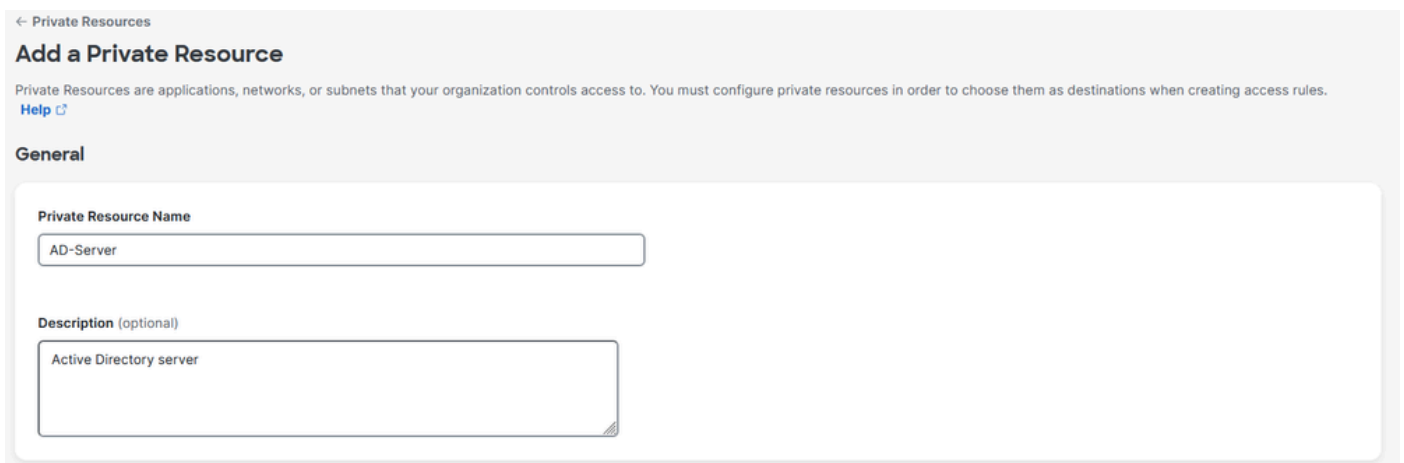 ← Private Resources
Add a Private Resource
Private Resources are applications, networks, or subnets that your organization controls access to. You must configure private resources in order to choose them as destinations when creating access rules.
Help
General
Private Resource Name
AD-Server
Description (optional)
Active Directory server